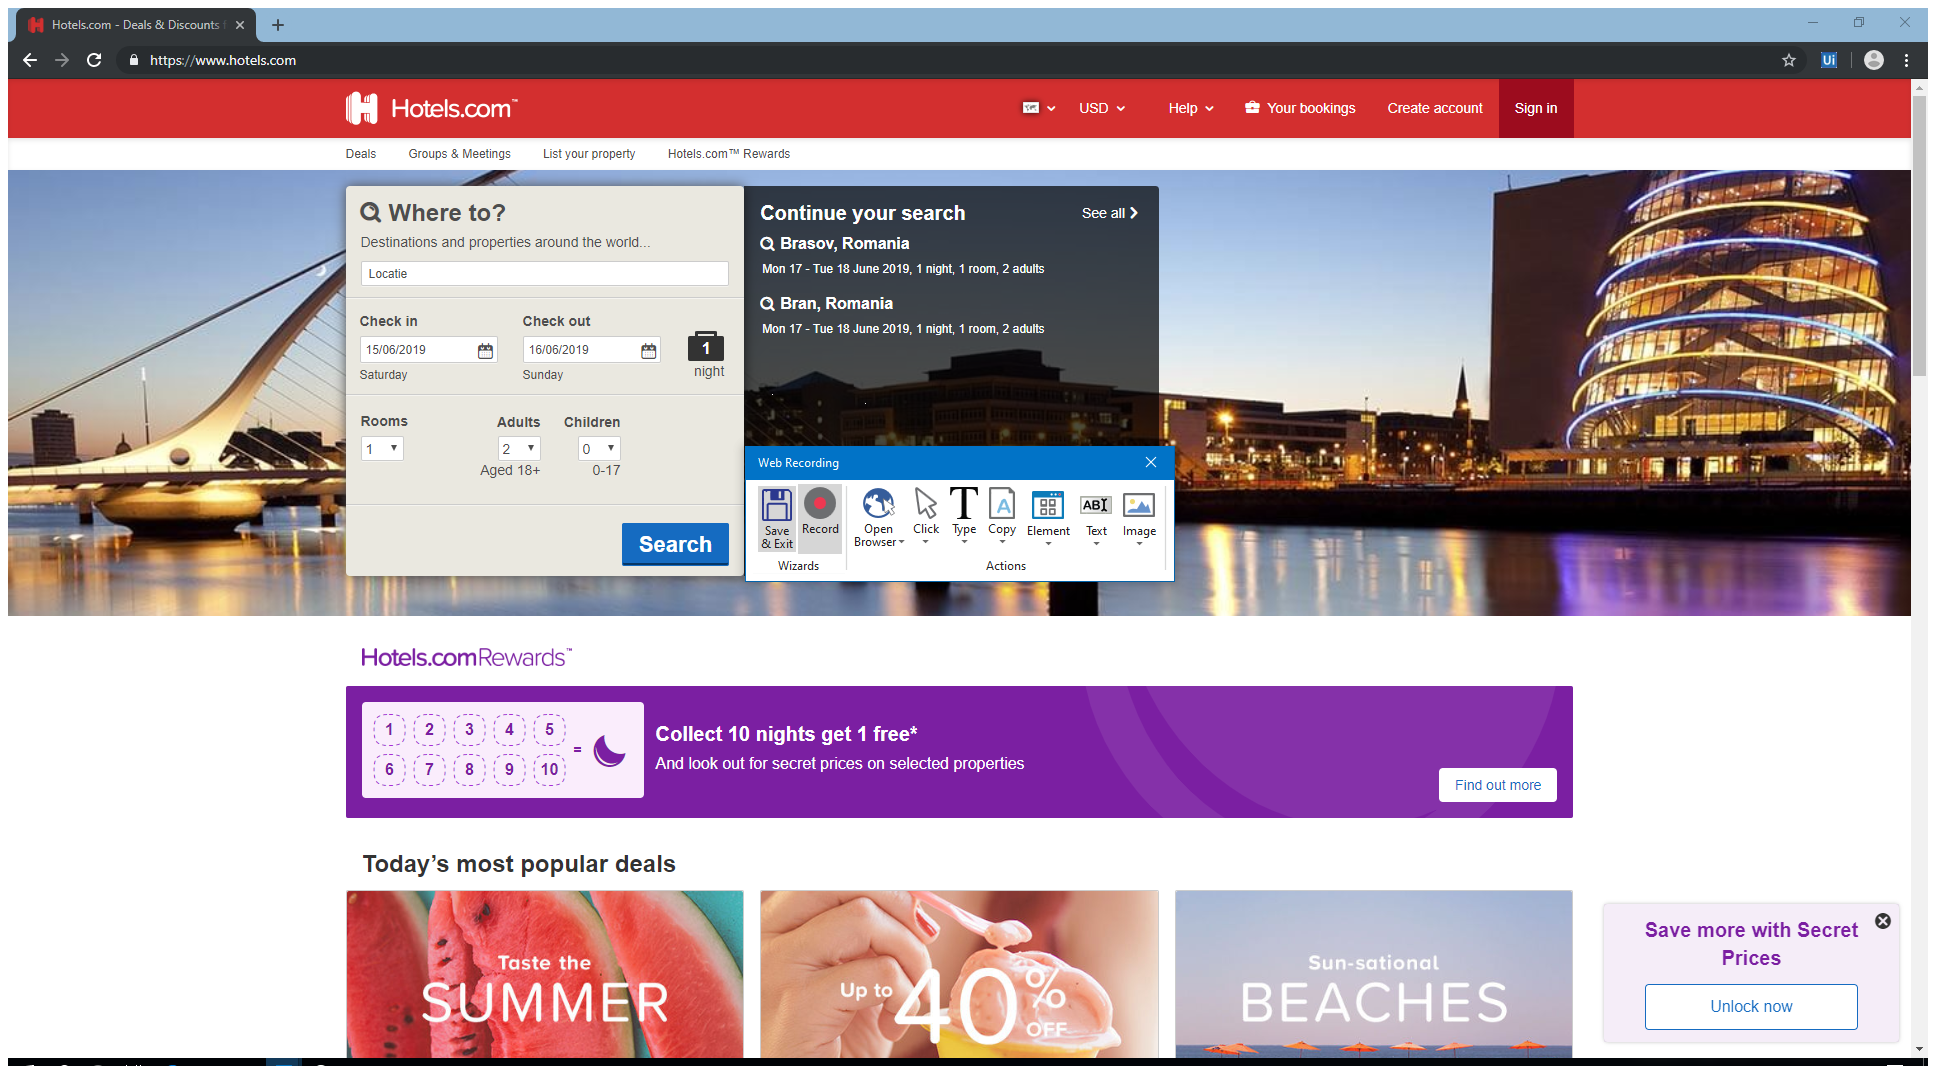 Hotels.com - Deals & Discounts
https://www.hotels.com
Ui
Hotels.com™
USD
Help
Your bookings
Create account
Sign in
Deals
Groups & Meetings
List your property
Hotels.com™ Rewards
Where to?
Destinations and properties around the world...
Locatie
Check in
Check out
15/06/2019
16/06/2019
1
Saturday
Sunday
night
Rooms
Adults
Children
1
2
0
Aged 18+
0-17
Search
Continue your search
See all
Brasov, Romania
Mon 17 - Tue 18 June 2019, 1 night, 1 room, 2 adults
Bran, Romania
Mon 17 - Tue 18 June 2019, 1 night, 1 room, 2 adults
Web Recording
Save & Exit
Record
Open Browser
Click
T
Type
A
Copy
Element
AB
Text
Image
Wizards
Actions
Hotels.comRewards™
1 2 3 4 5
=
6 7 8 9 10
Collect 10 nights get 1 free*
And look out for secret prices on selected properties
Find out more
Today's most popular deals
Taste the
SUMMER
Up to 40% OFF
Sun-sational
BEACHES
Save more with Secret
Prices
Unlock now